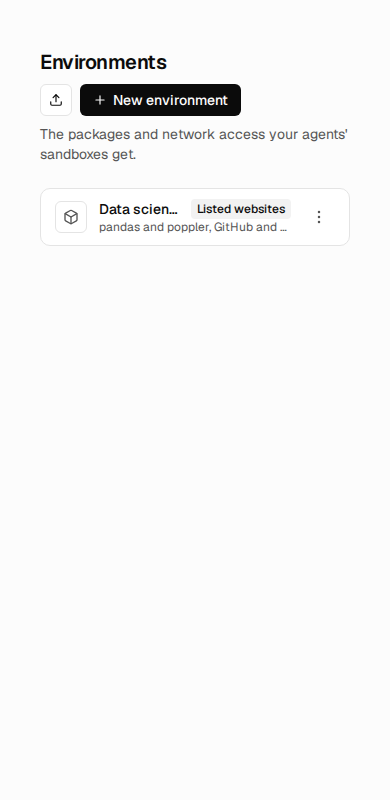 Environments
New environment
The packages and network access your agents'
sandboxes get.
Data scien... Listed websites
pandas and poppler, GitHub and ...